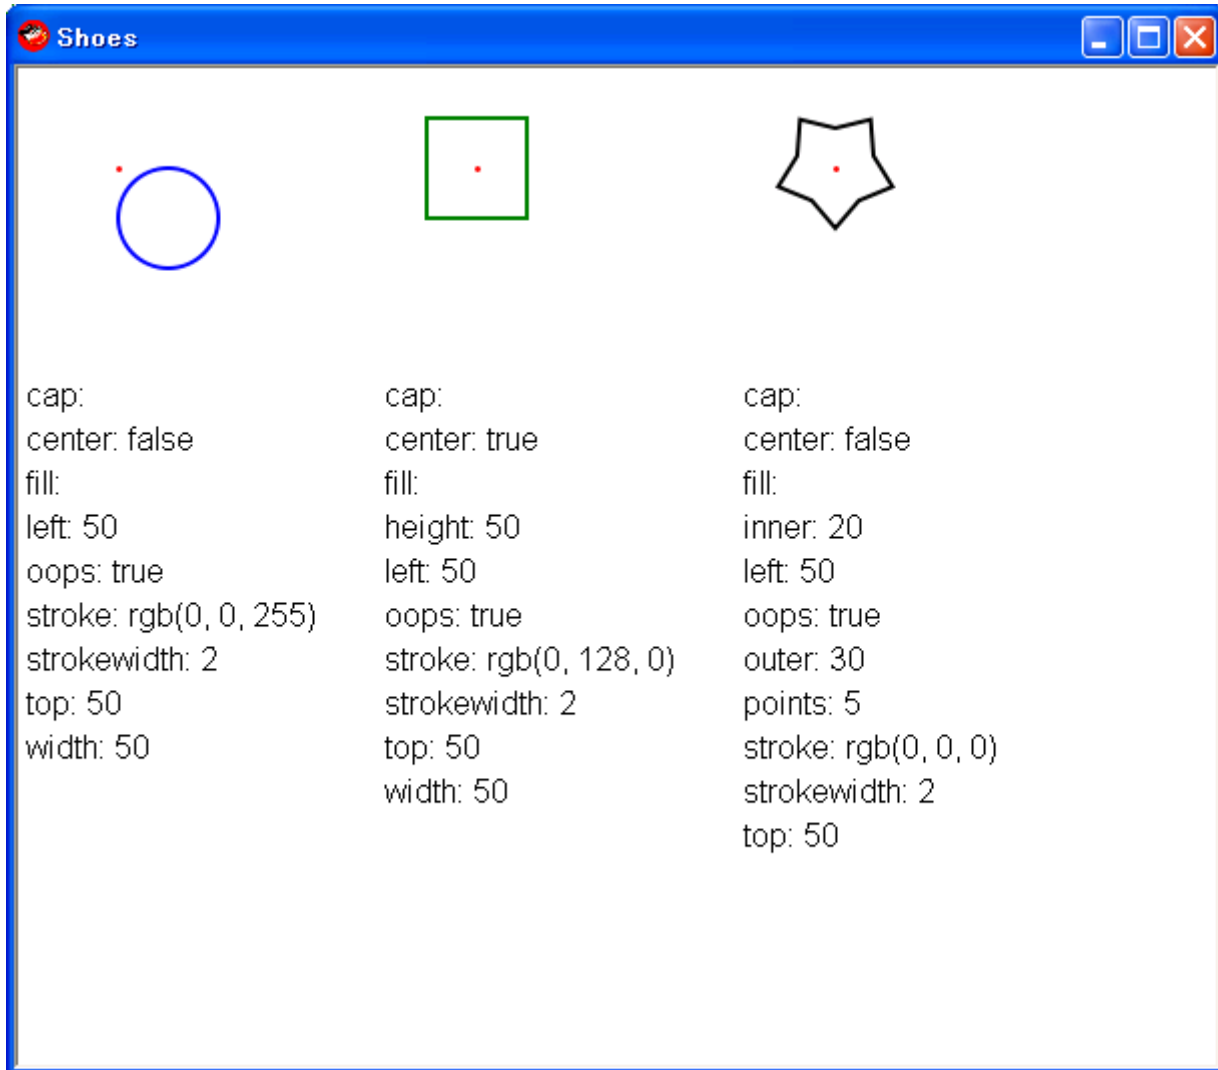 Shoes
cap:
center: false
fill:
left: 50
oops: true
stroke: rgb(0, 0, 255)
strokewidth: 2
top: 50
width: 50
cap:
center: true
fill:
height: 50
left: 50
oops: true
stroke: rgb(0, 128, 0)
strokewidth: 2
top: 50
width: 50
cap:
center: false
fill:
inner: 20
left: 50
oops: true
outer: 30
points: 5
stroke: rgb(0, 0, 0)
strokewidth: 2
top: 50